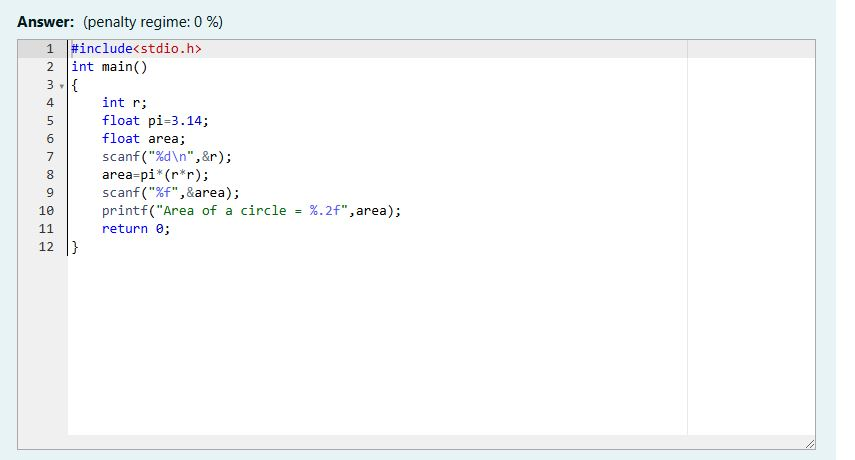 Answer: (penalty regime: 0 %)
1 #include<stdio.h>
2 int main()
3 {
4     int r;
5     float pi=3.14;
6     float area;
7     scanf("%d\n",&r);
8     area=pi*(r*r);
9     scanf("%f",&area);
10     printf("Area of a circle = %.2f",area);
11     return 0;
12 }